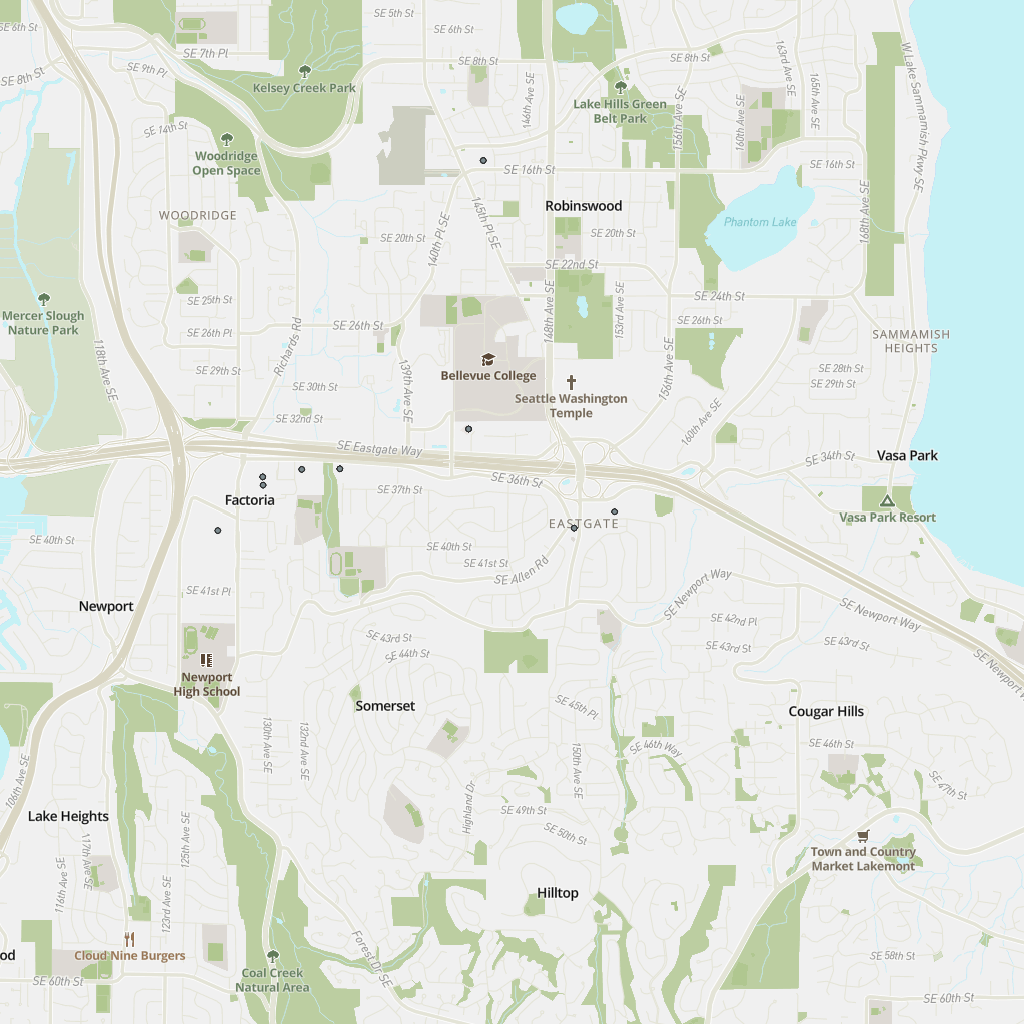 SE 6th St
SE 5th St
SE 6th St
SE 7th Pl
SE 8th St
SE 9th Pl
SE 8th St
SE 8th St
Kelsey Creek Park
146th Ave SE
Lake Hills Green
Belt Park
156th Ave SE
160th Ave SE
163rd Ave SE
165th Ave SE
W Lake Sammamish Pkwy SE
SE 14th St
Woodridge
Open Space
SE 16th St
SE 16th St
WOODRIDGE
Robinswood
145th Pl SE
140th Pl SE
SE 20th St
SE 20th St
Phantom Lake
168th Ave SE
SE 22nd St
SE 24th St
SE 25th St
Mercer Slough
Nature Park
SE 26th Pl
SE 26th St
148th Ave SE
153rd Ave SE
SE 26th St
SAMMAMISH
HEIGHTS
118th Ave SE
Richards Rd
139th Ave SE
156th Ave SE
SE 29th St
SE 30th St
Bellevue College
SE 28th St
SE 29th St
Seattle Washington
Temple
SE 32nd St
160th Ave SE
SE Eastgate Way
SE 34th St
Vasa Park
SE 36th St
SE 37th St
Factoria
EASTGATE
Vasa Park Resort
SE 40th St
SE 40th St
SE 41st St
SE Allen Rd
SE 41st Pl
SE Newport Way
Newport
SE Newport Way
SE 42nd Pl
SE 43rd St
SE 43rd St
SE 43rd St
SE 44th St
SE Newport W
Newport
High School
Somerset
SE 45th Pl
Cougar Hills
130th Ave SE
132nd Ave SE
150th Ave SE
SE 46th Way
SE 46th St
106th Ave SE
SE 47th St
Highland Dr
SE 49th St
SE 50th St
Lake Heights
117th Ave SE
125th Ave SE
Town and Country
Market Lakemont
116th Ave SE
123rd Ave SE
Hilltop
Cloud Nine Burgers
Forest Dr SE
od
SE 60th St
Coal Creek
Natural Area
SE 58th St
SE 60th St